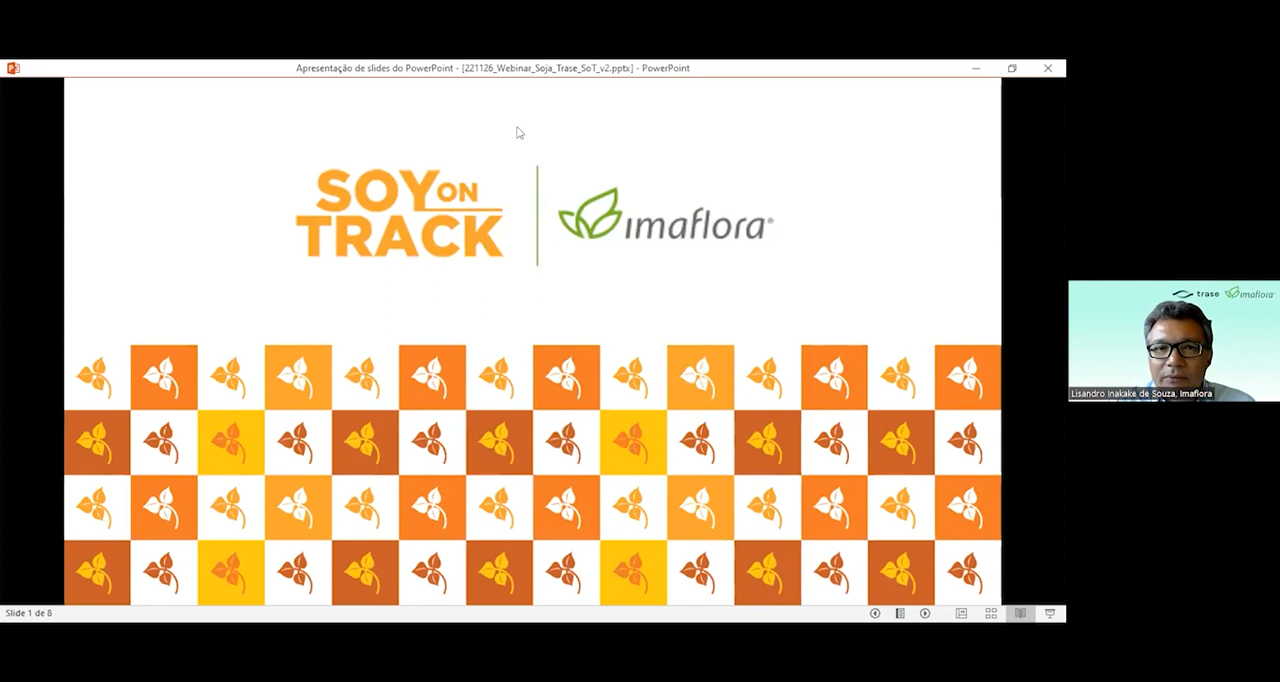 Apresentação de slides do PowerPoint - [221126_Webinar_Soja_Trase_SoT_v2.pptx] - PowerPoint
SOY ON
TRACK
imaflora®
trase imaflora
Lisandro Inakake de Souza, Imaflora
Slide 1 de 8